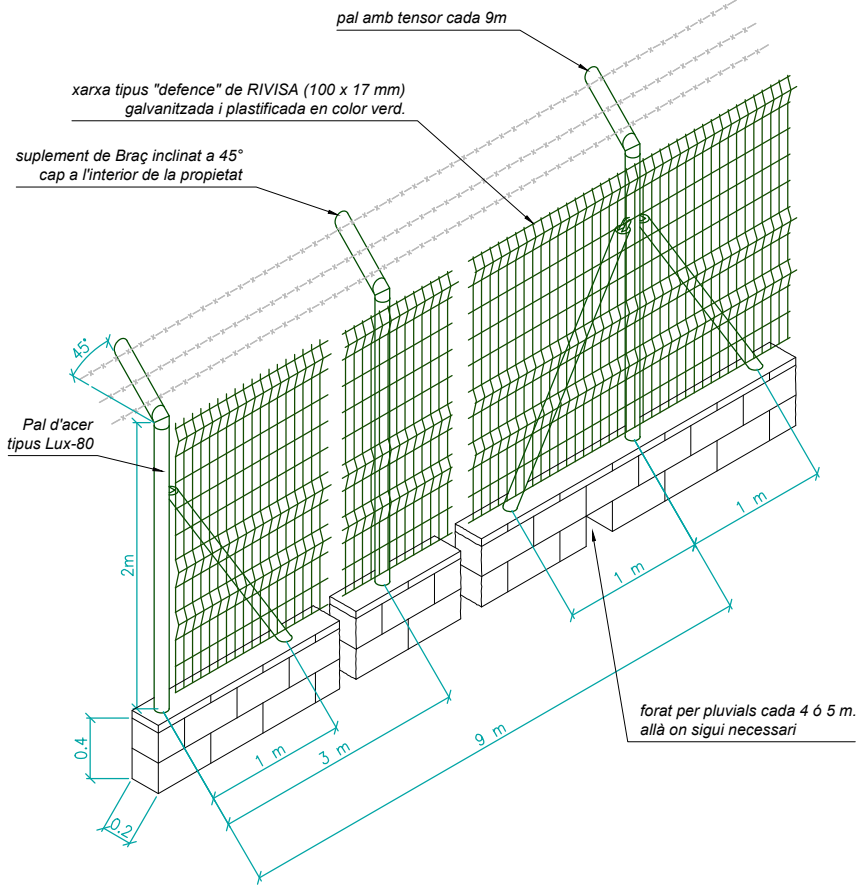 pal amb tensor cada 9m
xarxa tipus "defence" de RIVISA (100 x 17 mm)
galvanitzada i plastificada en color verd.
suplement de Braç inclinat a 45°
cap a l'interior de la propietat
45°
Pal d'acer
tipus Lux-80
2m
0.4
0.2
1 m
3 m
9 m
1 m
1 m
forat per pluvials cada 4 ó 5 m.
allà on sigui necessari